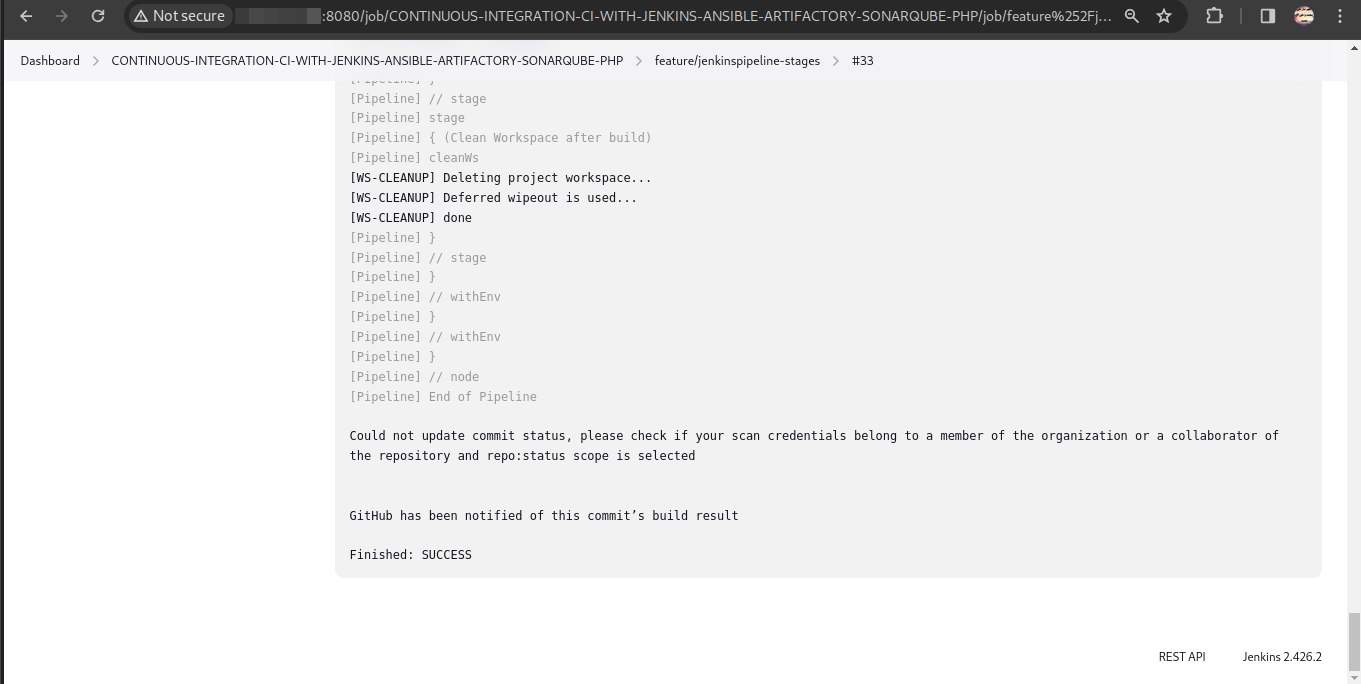 Not secure :8080/job/CONTINUOUS-INTEGRATION-CI-WITH-JENKINS-ANSIBLE-ARTIFACTORY-SONARQUBE-PHP/job/feature%252Fj...
Dashboard > CONTINUOUS-INTEGRATION-CI-WITH-JENKINS-ANSIBLE-ARTIFACTORY-SONARQUBE-PHP > feature/jenkinspipeline-stages > #33
[Pipeline] }
[Pipeline] // stage
[Pipeline] stage
[Pipeline] { (Clean Workspace after build)
[Pipeline] cleanWs
[WS-CLEANUP] Deleting project workspace...
[WS-CLEANUP] Deferred wipeout is used...
[WS-CLEANUP] done
[Pipeline] }
[Pipeline] // stage
[Pipeline] }
[Pipeline] // withEnv
[Pipeline] }
[Pipeline] // withEnv
[Pipeline] }
[Pipeline] // node
[Pipeline] End of Pipeline
Could not update commit status, please check if your scan credentials belong to a member of the organization or a collaborator of
the repository and repo:status scope is selected
GitHub has been notified of this commit’s build result
Finished: SUCCESS
REST API Jenkins 2.426.2